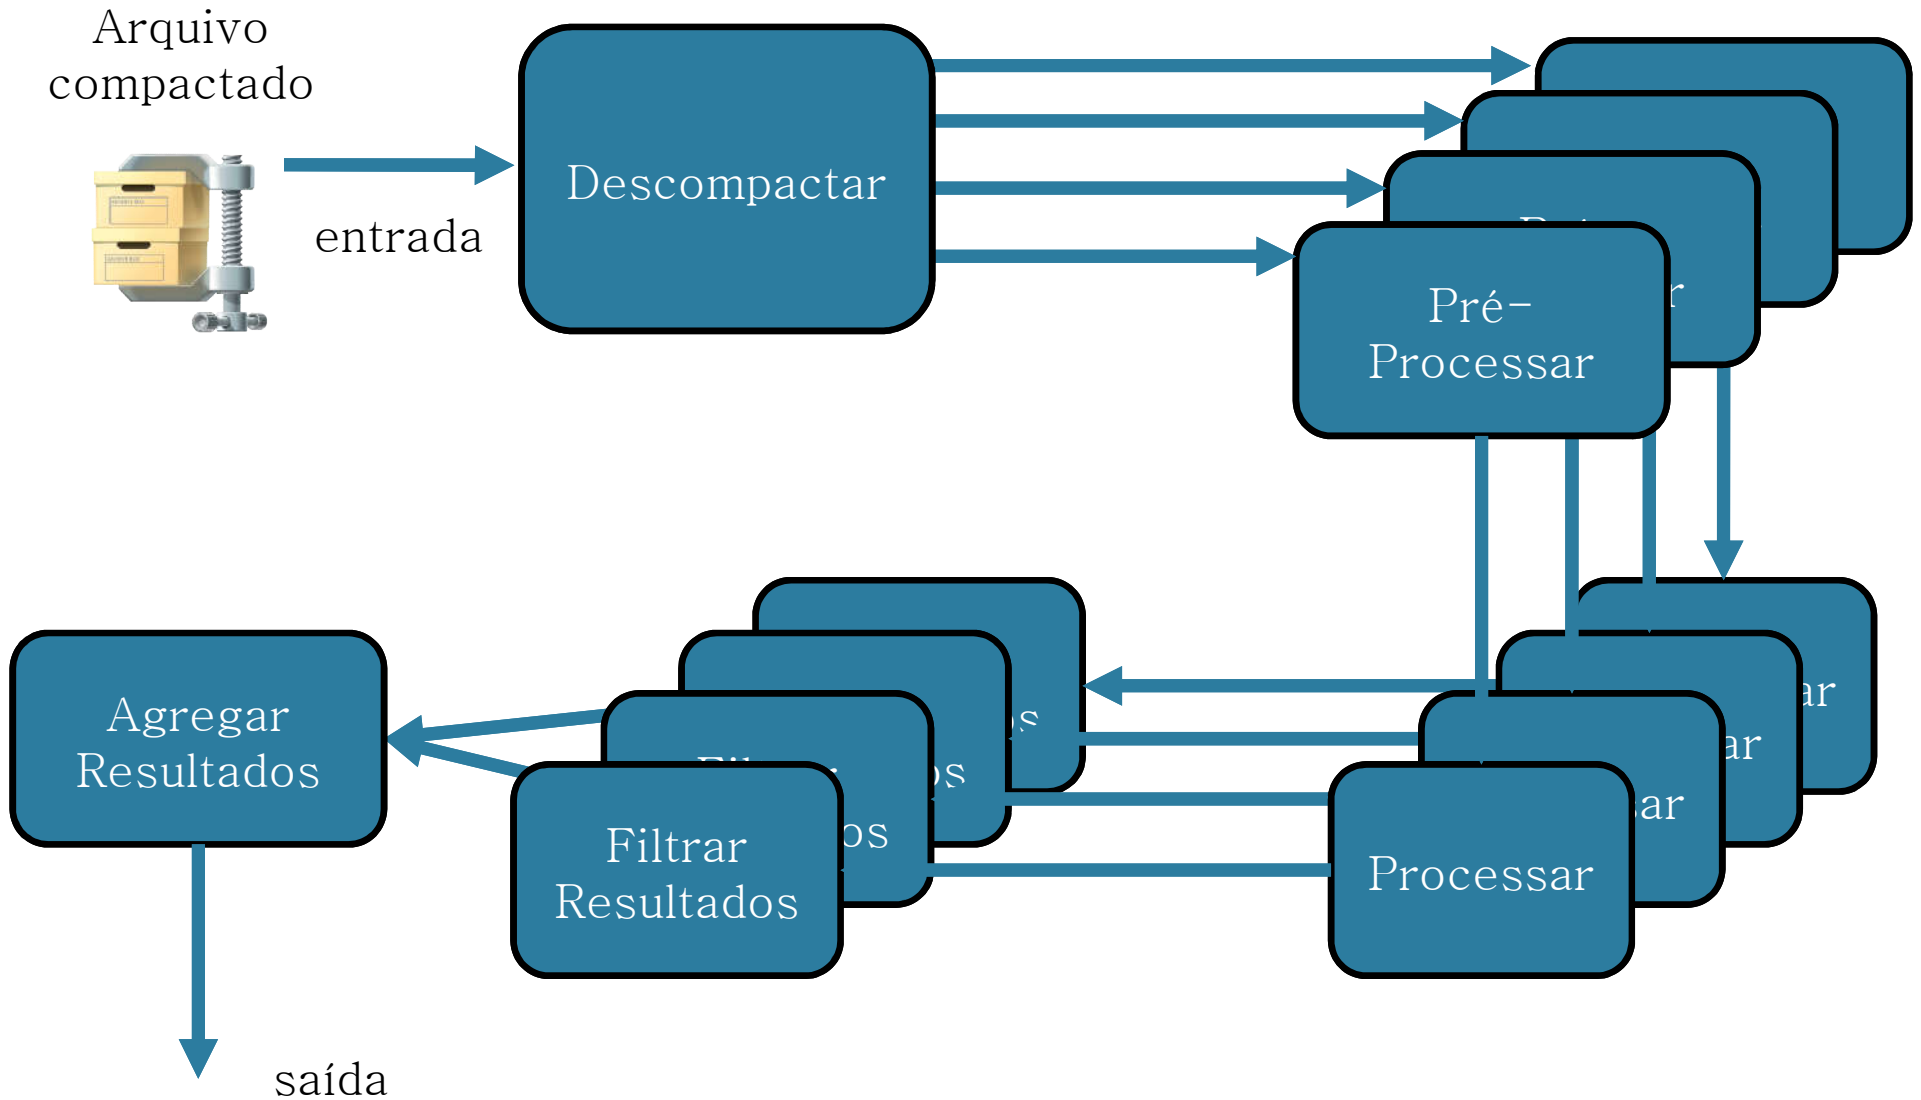 Arquivo
compactado
entrada
Descompactar
Pré-
Processar
Agregar
Resultados
Filtrar
Resultados
Processar
saída